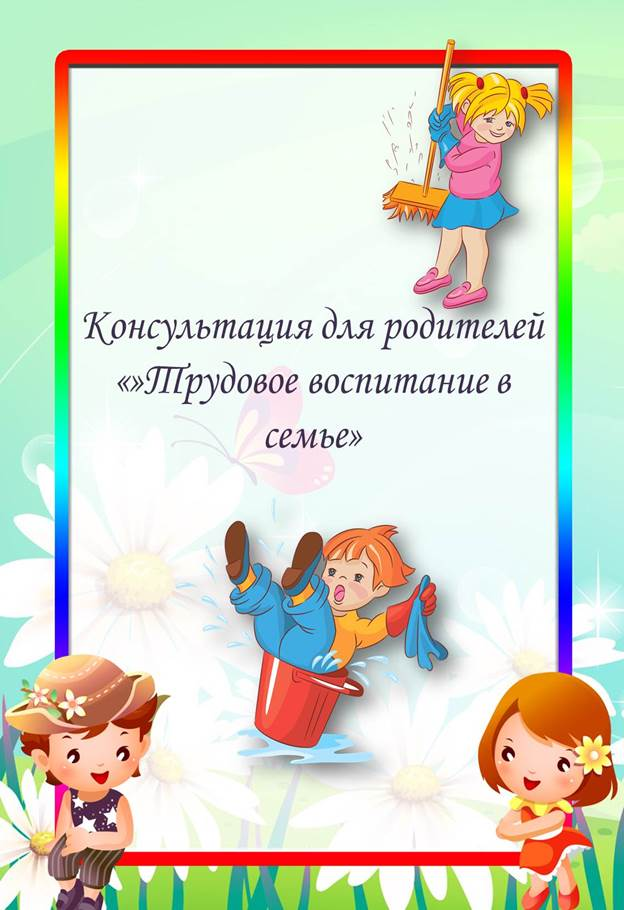 Консультация для родителей
«»Трудовое воспитание в
семье»